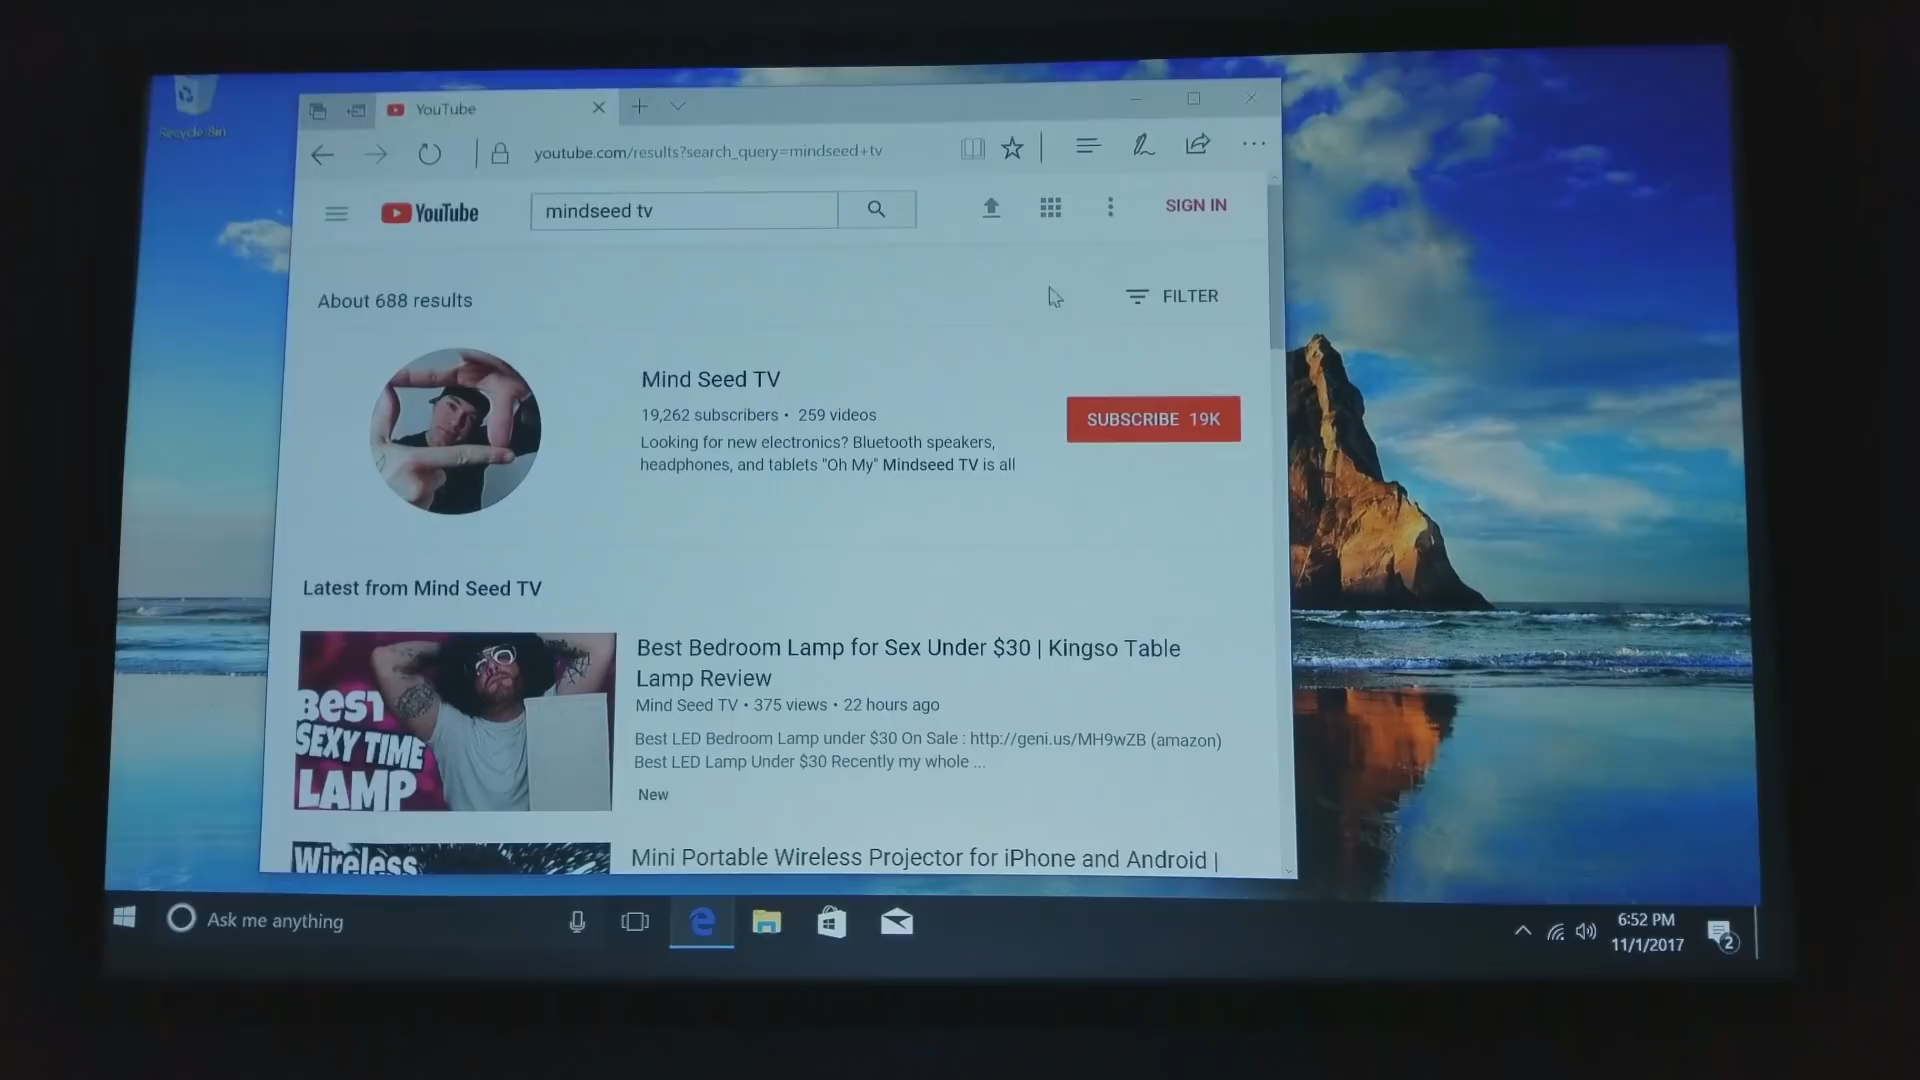 Recycle Bin
YouTube
youtube.com/results?search_query=mindseed+tv
YouTube
mindseed tv
SIGN IN
About 688 results
FILTER
Mind Seed TV
19,262 subscribers • 259 videos
SUBSCRIBE 19K
Looking for new electronics? Bluetooth speakers,
headphones, and tablets "Oh My" Mindseed TV is all
Latest from Mind Seed TV
BEST
SEXY TIME
LAMP
Best Bedroom Lamp for Sex Under $30 | Kingso Table
Lamp Review
Mind Seed TV • 375 views • 22 hours ago
Best LED Bedroom Lamp under $30 On Sale : http://geni.us/MH9wZB (amazon)
Best LED Lamp Under $30 Recently my whole ...
New
Wireless
Mini Portable Wireless Projector for iPhone and Android |
Ask me anything
6:52 PM
11/1/2017
2